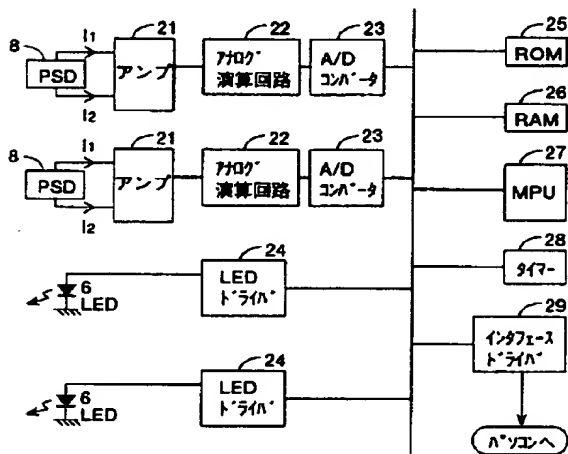 8
PSD
I₁
I₂
21
アンプ
22
アナログ
演算回路
23
A/D
コンバータ
8
PSD
I₁
I₂
21
アンプ
22
アナログ
演算回路
23
A/D
コンバータ
6
LED
24
LED
ドライバ
6
LED
24
LED
ドライバ
25
ROM
26
RAM
27
MPU
28
タイマー
29
インタフェース
ドライバ
パソコンへ